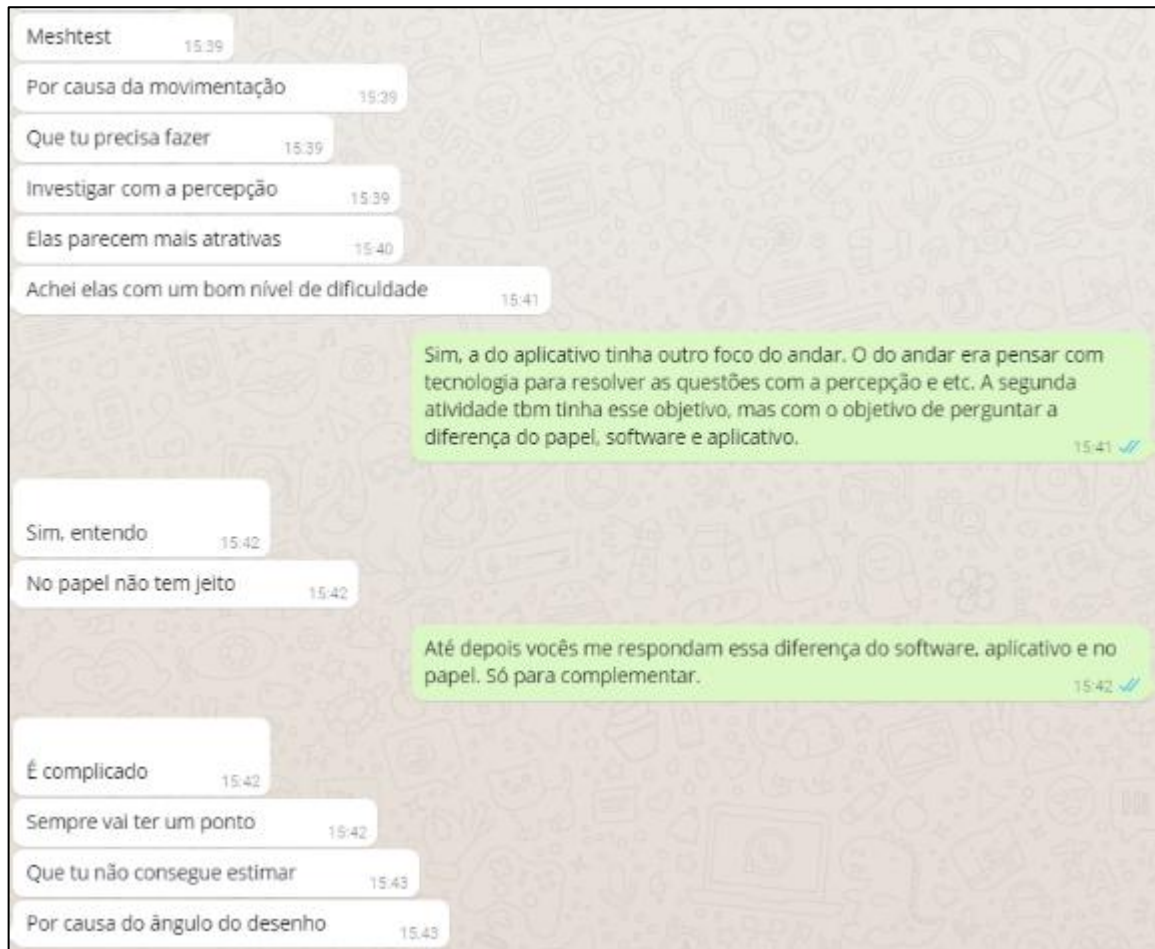 Meshtest 15:39
Por causa da movimentação 15:39
Que tu precisa fazer 15:39
Investigar com a percepção 15:39
Elas parecem mais atrativas 15:40
Achei elas com um bom nível de dificuldade 15:41
Sim, a do aplicativo tinha outro foco do andar. O do andar era pensar com
tecnologia para resolver as questões com a percepção e etc. A segunda
atividade tbm tinha esse objetivo, mas com o objetivo de perguntar a
diferença do papel, software e aplicativo. 15:41
Sim, entendo 15:42
No papel não tem jeito 15:42
Até depois vocês me respondam essa diferença do software, aplicativo e no
papel. Só para complementar. 15:42
É complicado 15:42
Sempre vai ter um ponto 15:42
Que tu não consegue estimar 15:43
Por causa do ângulo do desenho 15:43